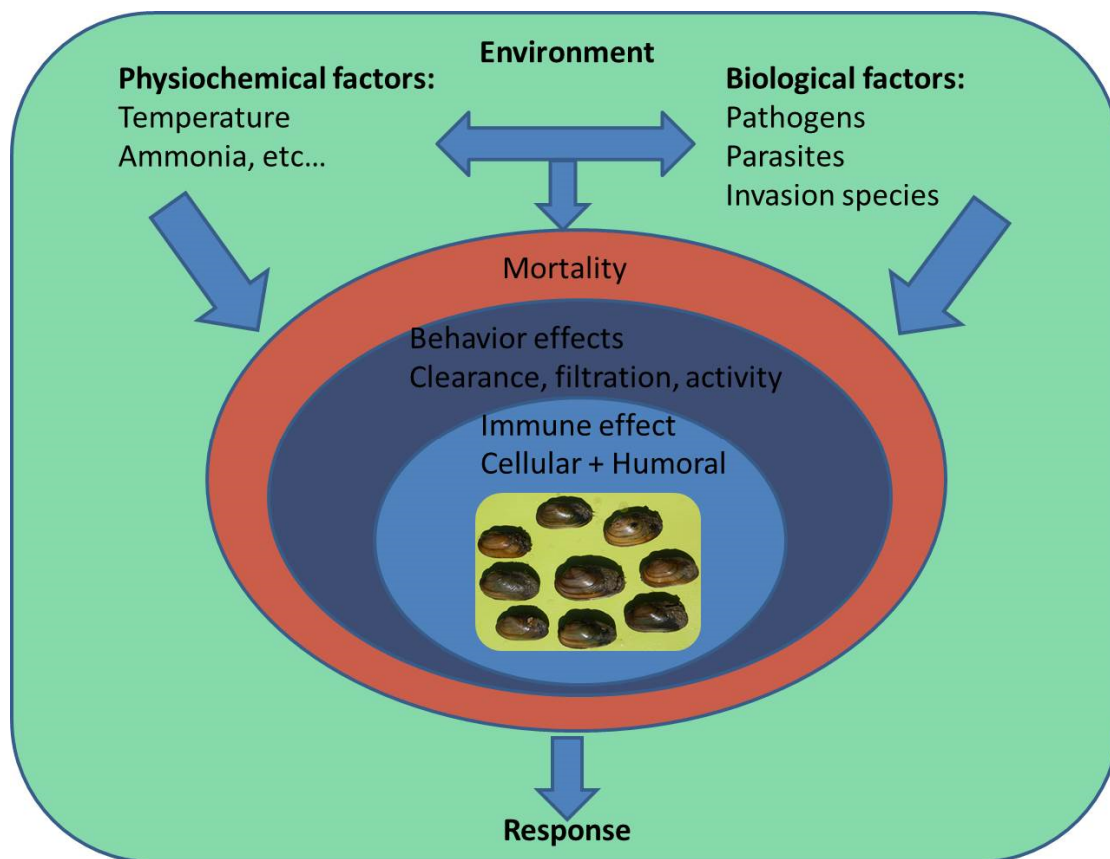 Environment
Physiochemical factors:
Temperature
Ammonia, etc...
Biological factors:
Pathogens
Parasites
Invasion species
Mortality
Behavior effects
Clearance, filtration, activity
Immune effect
Cellular + Humoral
Response